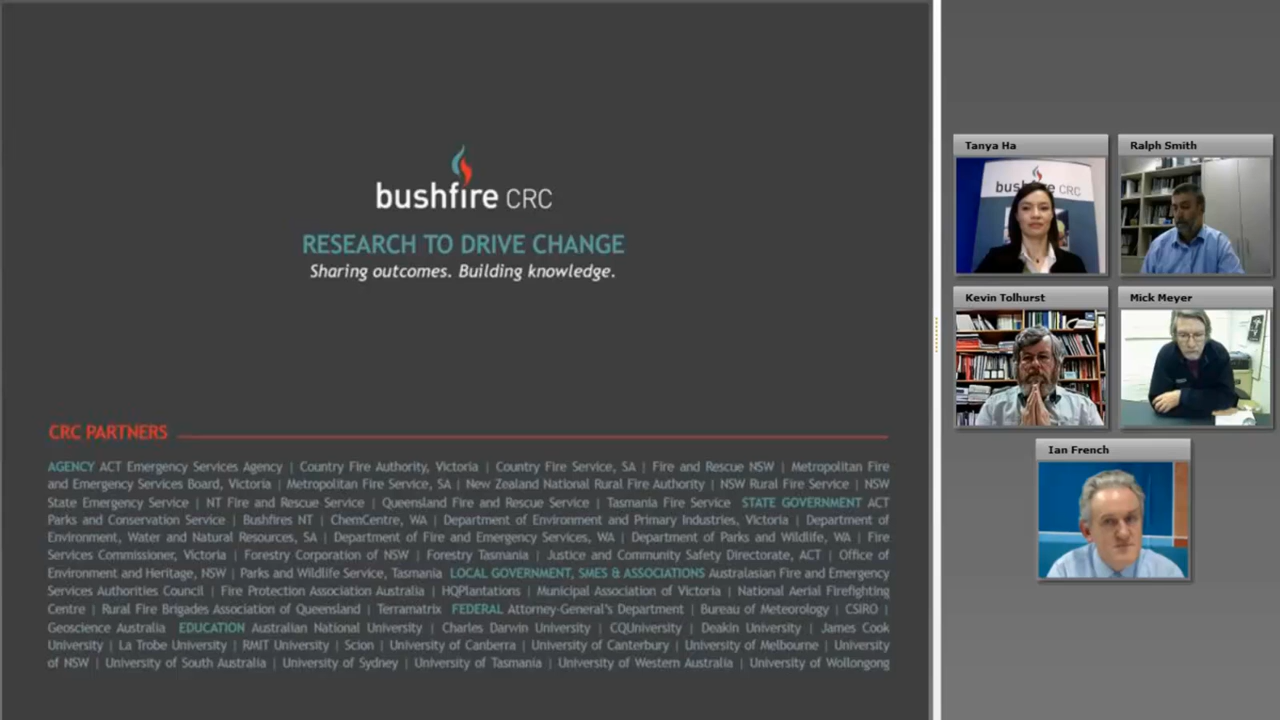 bushfire CRC
RESEARCH TO DRIVE CHANGE
Sharing outcomes. Building knowledge.
CRC PARTNERS
AGENCY ACT Emergency Services Agency | Country Fire Authority, Victoria | Country Fire Service, SA | Fire and Rescue NSW | Metropolitan Fire
and Emergency Services Board, Victoria | Metropolitan Fire Service, SA | New Zealand National Rural Fire Authority | NSW Rural Fire Service | NSW
State Emergency Service | NT Fire and Rescue Service | Queensland Fire and Rescue Service | Tasmania Fire Service STATE GOVERNMENT ACT
Parks and Conservation Service | Bushfires NT | ChemCentre, WA | Department of Environment and Primary Industries, Victoria | Department of
Environment, Water and Natural Resources, SA | Department of Fire and Emergency Services, WA | Department of Parks and Wildlife, WA | Fire
Services Commissioner, Victoria | Forestry Corporation of NSW | Forestry Tasmania | Justice and Community Safety Directorate, ACT | Office of
Environment and Heritage, NSW | Parks and Wildlife Service, Tasmania LOCAL GOVERNMENT, SMES & ASSOCIATIONS Australasian Fire and Emergency
Services Authorities Council | Fire Protection Association Australia | HQPlantations | Municipal Association of Victoria | National Aerial Firefighting
Centre | Rural Fire Brigades Association of Queensland | Terramatrix FEDERAL Attorney-General's Department | Bureau of Meteorology | CSIRO |
Geoscience Australia EDUCATION Australian National University | Charles Darwin University | CQUniversity | Deakin University | James Cook
University | La Trobe University | RMIT University | Scion | University of Canberra | University of Canterbury | University of Melbourne | University
of NSW | University of South Australia | University of Sydney | University of Tasmania | University of Western Australia | University of Wollongong
Tanya Ha
Ralph Smith
bushfire CRC
Kevin Tolhurst
Mick Meyer
Ian French